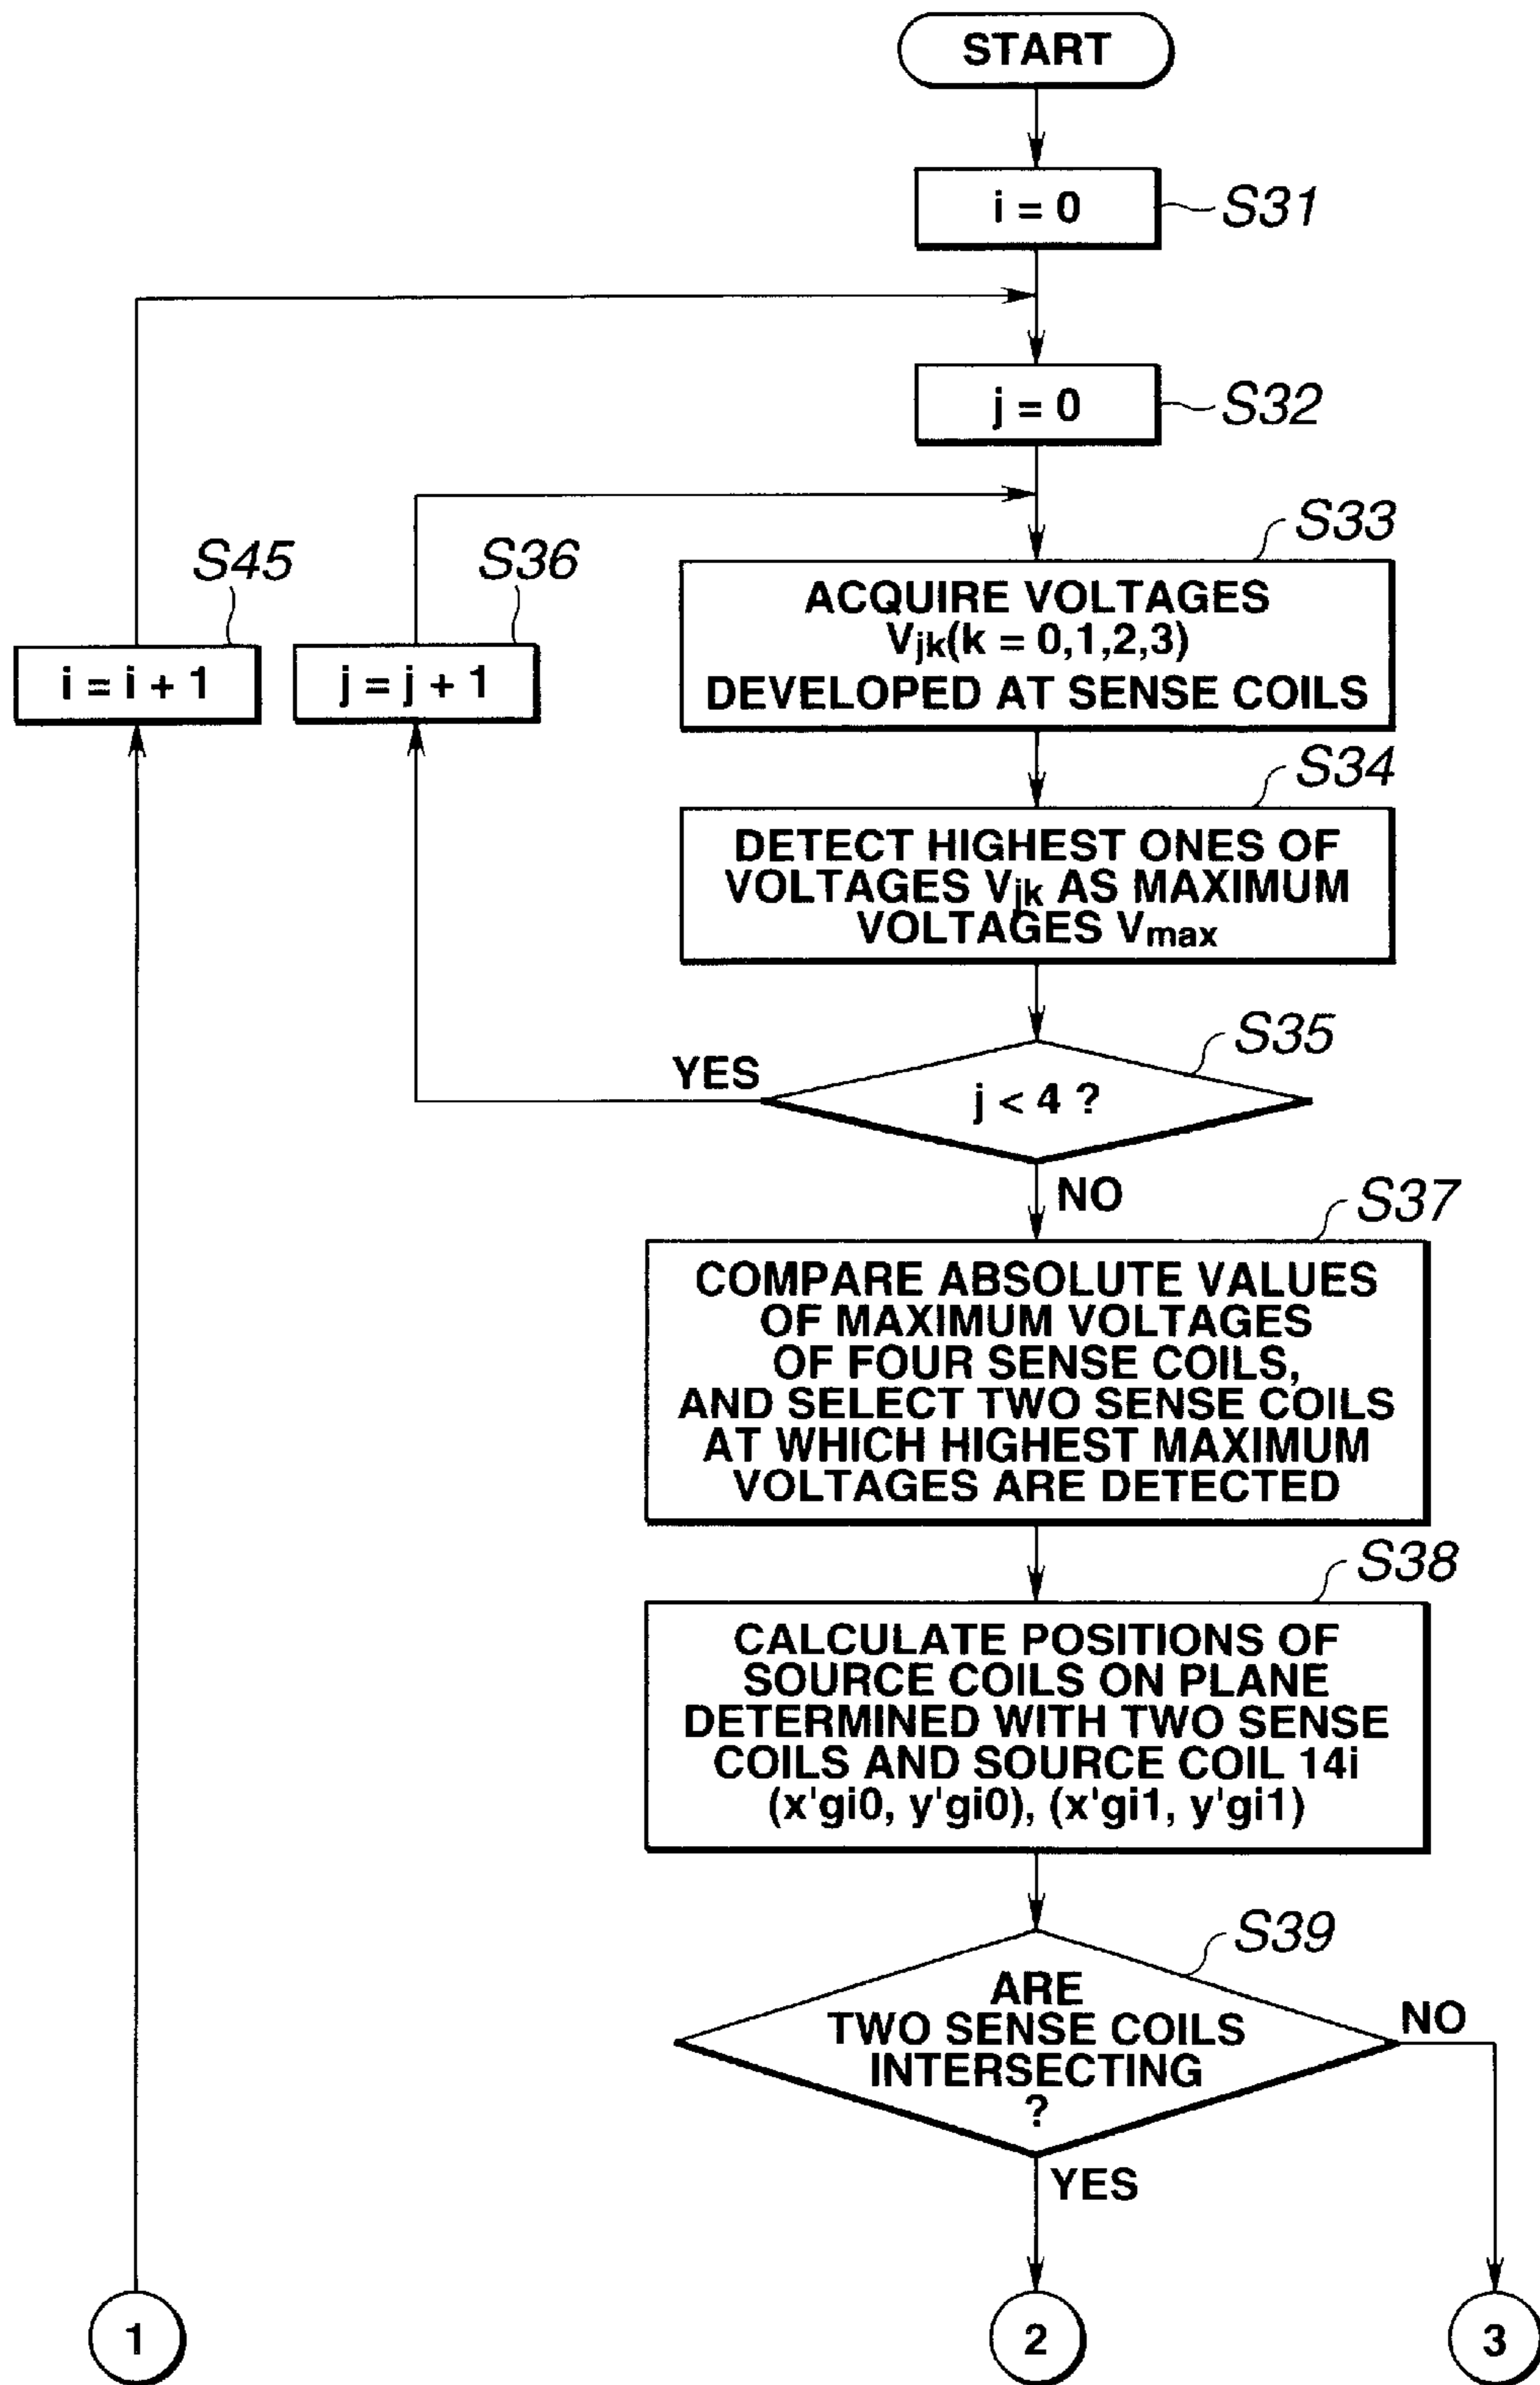 START
i = 0
S31
j = 0
S32
S33
S45
S36
ACQUIRE VOLTAGES
Vjk(k = 0,1,2,3)
DEVELOPED AT SENSE COILS
i = i + 1
j = j + 1
S34
DETECT HIGHEST ONES OF
VOLTAGES Vjk AS MAXIMUM
VOLTAGES Vmax
S35
YES
j < 4 ?
NO
S37
COMPARE ABSOLUTE VALUES
OF MAXIMUM VOLTAGES
OF FOUR SENSE COILS,
AND SELECT TWO SENSE COILS
AT WHICH HIGHEST MAXIMUM
VOLTAGES ARE DETECTED
S38
CALCULATE POSITIONS OF
SOURCE COILS ON PLANE
DETERMINED WITH TWO SENSE
COILS AND SOURCE COIL 14i
(x'gi0, y'gi0), (x'gi1, y'gi1)
S39
ARE
TWO SENSE COILS
INTERSECTING
?
NO
YES
1
2
3